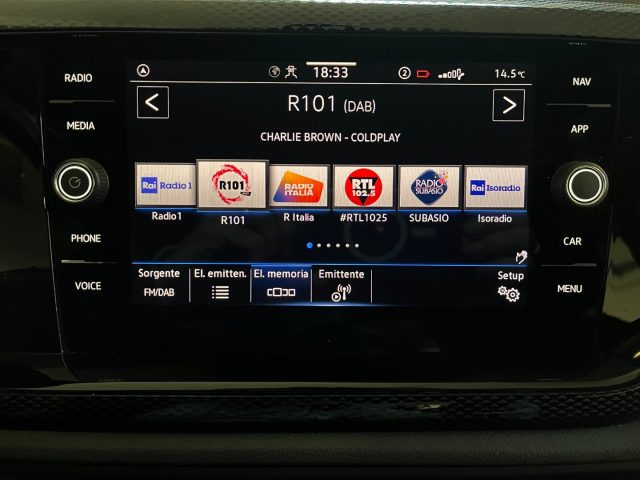 RADIO
MEDIA
PHONE
VOICE
18:33
2
14.5°C
R101 (DAB)
CHARLIE BROWN - COLDPLAY
Rai Radio 1
R101
RADIO
ITALIA
RTL
102.5
RADIO
SUBASIO
Rai Isoradio
Radio1
R101
R Italia
#RTL1025
SUBASIO
Isoradio
Sorgente
FM/DAB
El. emitten.
El. memoria
Emittente
Setup
NAV
APP
CAR
MENU